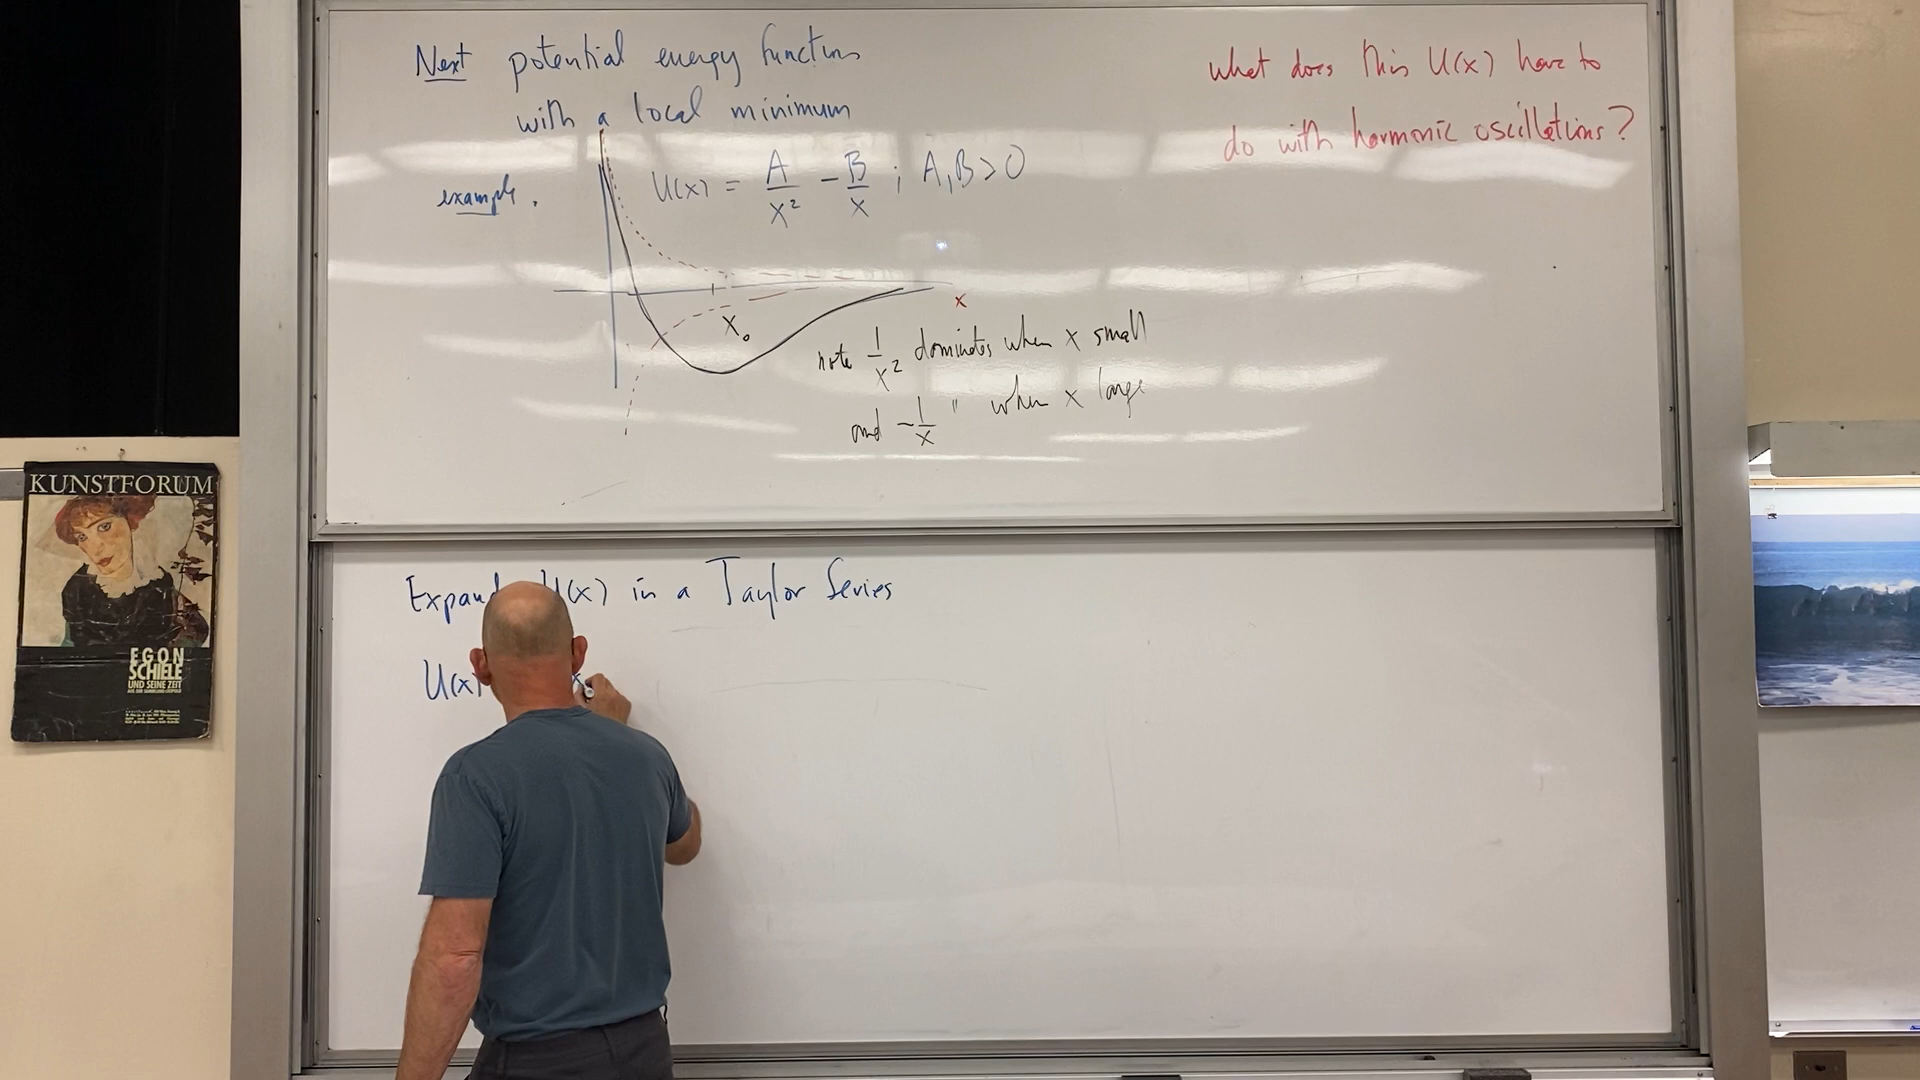 Next potential energy functions
with a local minimum
example. U(x) = A/x² - B/x ; A,B>0
x
x₀
note 1/x² dominates when x small
and -1/x " when x large
what does this U(x) have to
do with harmonic oscillations?
Expand U(x) in a Taylor Series
U(x)
KUNSTFORUM
EGON
SCHIELE
UND SEINE ZEIT